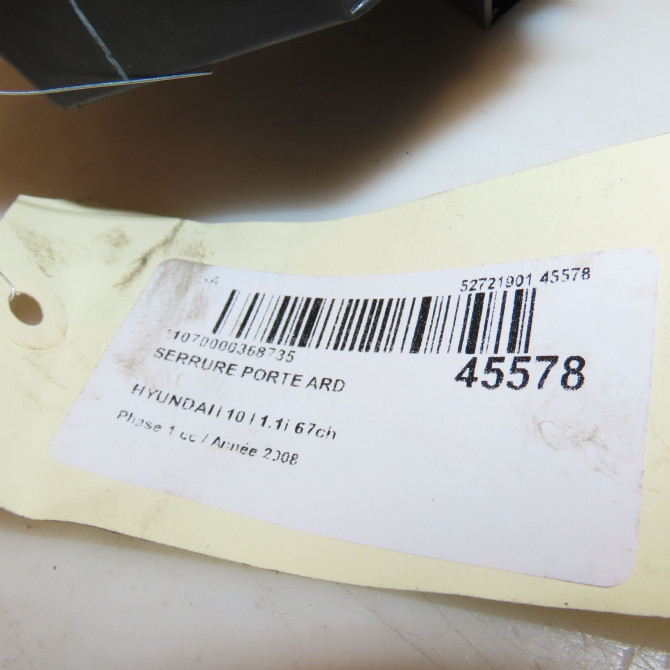 52721901 45578
1070000368735
45578
SERRURE PORTE ARD
HYUNDAI I 10 I 1.1i 67ch
Phase 1 cc / Année 2008